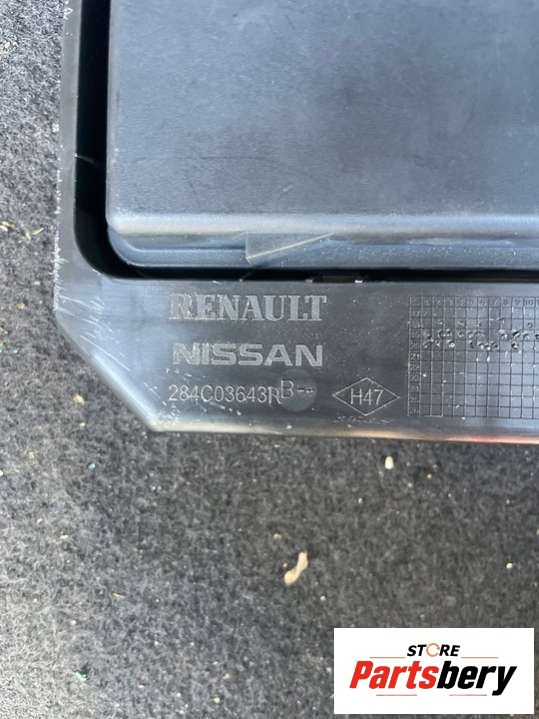 RENAULT
NISSAN
284C03643R B--
H47
STORE
Partsbery